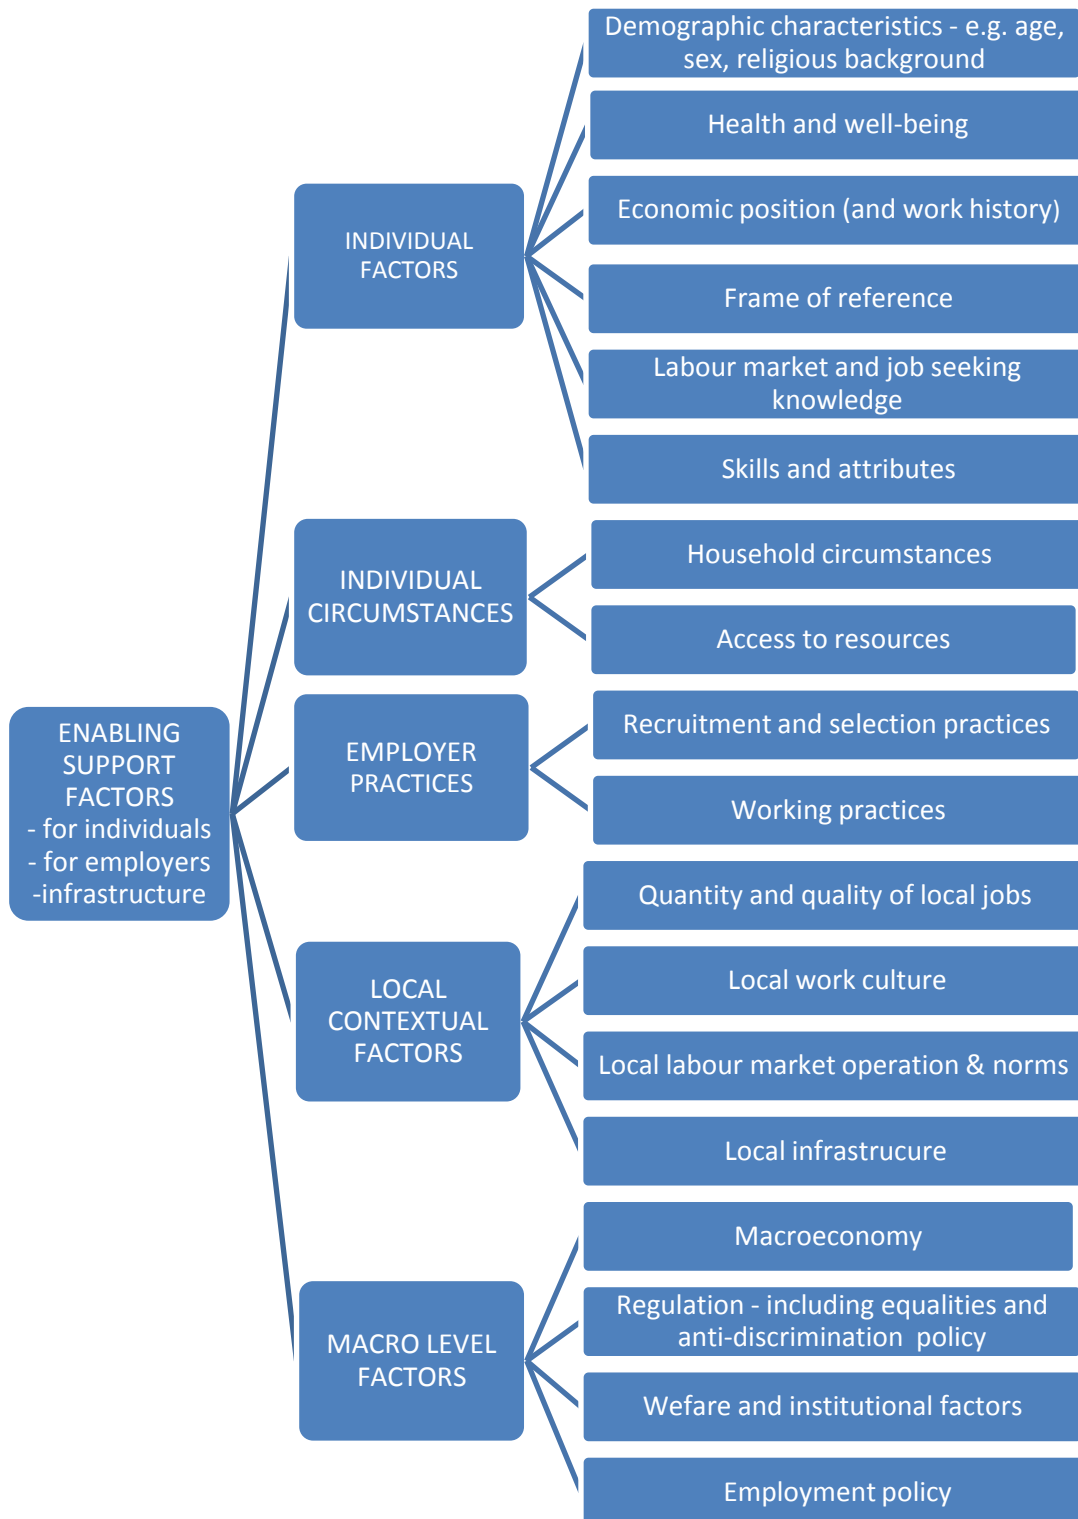 Demographic characteristics - e.g. age,
sex, religious background
Health and well-being
Economic position (and work history)
Frame of reference
Labour market and job seeking
knowledge
Skills and attributes
INDIVIDUAL
FACTORS
Household circumstances
Access to resources
INDIVIDUAL
CIRCUMSTANCES
Recruitment and selection practices
Working practices
EMPLOYER
PRACTICES
ENABLING
SUPPORT
FACTORS
- for individuals
- for employers
-infrastructure
Quantity and quality of local jobs
Local work culture
Local labour market operation & norms
Local infrastrucure
LOCAL
CONTEXTUAL
FACTORS
Macroeconomy
Regulation - including equalities and
anti-discrimination  policy
Wefare and institutional factors
Employment policy
MACRO LEVEL
FACTORS